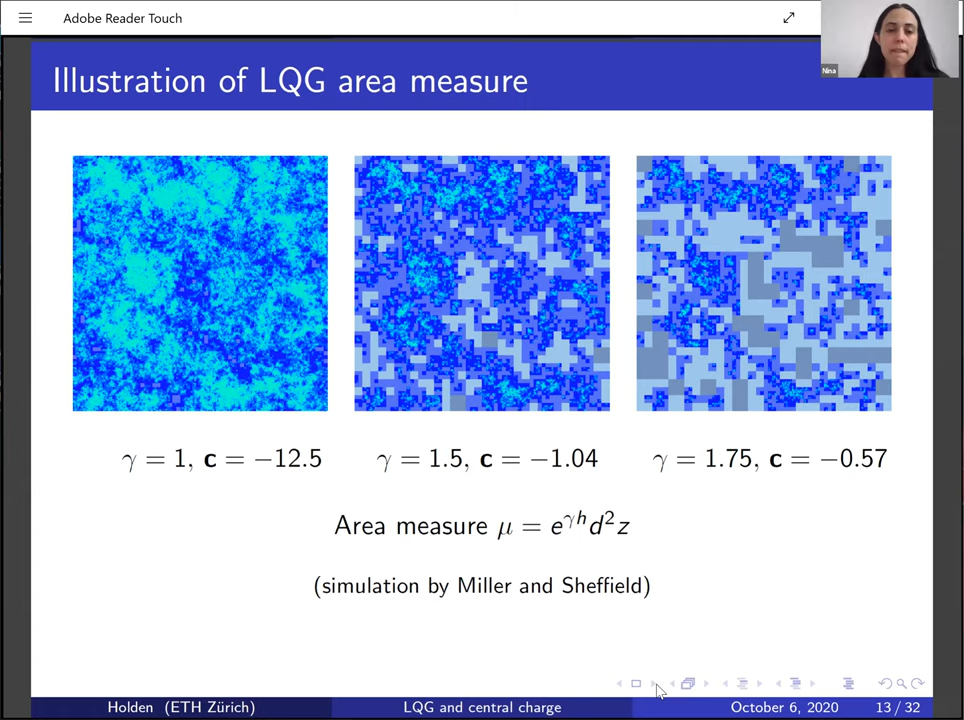 Adobe Reader Touch
Nina
Illustration of LQG area measure
γ = 1, c = −12.5
γ = 1.5, c = −1.04
γ = 1.75, c = −0.57
Area measure μ = e^{γh}d²z
(simulation by Miller and Sheffield)
Holden (ETH Zürich)
LQG and central charge
October 6, 2020
13 / 32